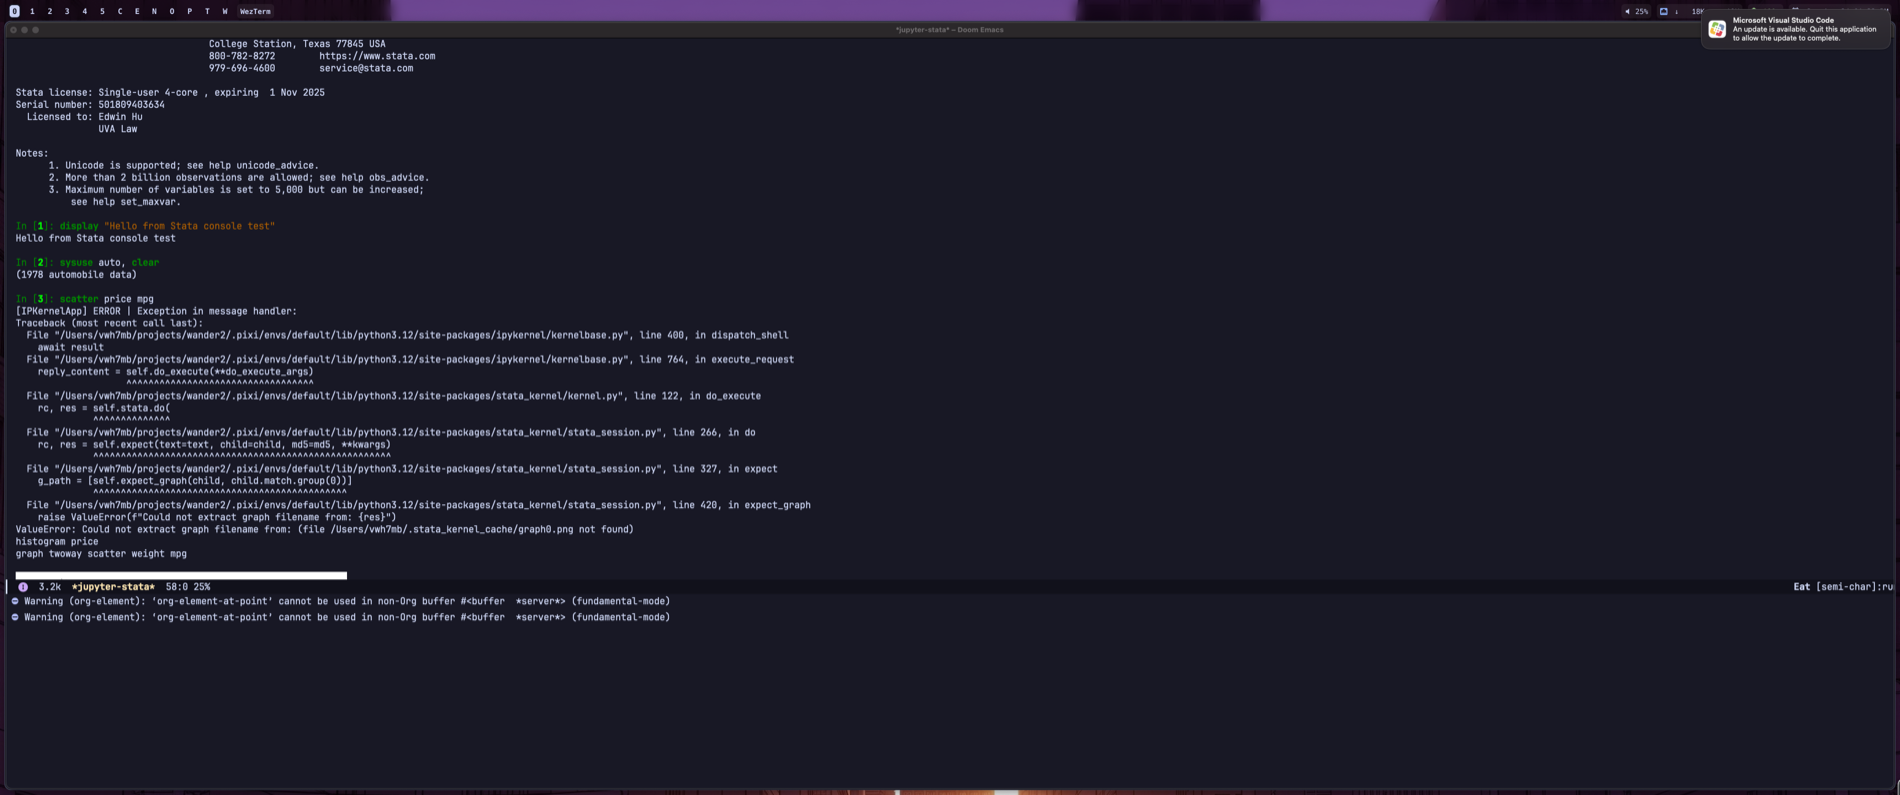 0 1 2 3 4 5 C E N O P T W WezTerm
25% ↓ 18K
*jupyter-stata* – Doom Emacs
Microsoft Visual Studio Code
An update is available. Quit this application
to allow the update to complete.
College Station, Texas 77845 USA
800-782-8272 https://www.stata.com
979-696-4600 service@stata.com
Stata license: Single-user 4-core , expiring 1 Nov 2025
Serial number: 501809403634
Licensed to: Edwin Hu
UVA Law
Notes:
1. Unicode is supported; see help unicode_advice.
2. More than 2 billion observations are allowed; see help obs_advice.
3. Maximum number of variables is set to 5,000 but can be increased;
see help set_maxvar.
In [1]: display "Hello from Stata console test"
Hello from Stata console test
In [2]: sysuse auto, clear
(1978 automobile data)
In [3]: scatter price mpg
[IPKernelApp] ERROR | Exception in message handler:
Traceback (most recent call last):
File "/Users/vwh7mb/projects/wander2/.pixi/envs/default/lib/python3.12/site-packages/ipykernel/kernelbase.py", line 400, in dispatch_shell
await result
File "/Users/vwh7mb/projects/wander2/.pixi/envs/default/lib/python3.12/site-packages/ipykernel/kernelbase.py", line 764, in execute_request
reply_content = self.do_execute(**do_execute_args)
^^^^^^^^^^^^^^^^^^^^^^^^^^^^^^^^^^
File "/Users/vwh7mb/projects/wander2/.pixi/envs/default/lib/python3.12/site-packages/stata_kernel/kernel.py", line 122, in do_execute
rc, res = self.stata.do(
^^^^^^^^^^^^^^
File "/Users/vwh7mb/projects/wander2/.pixi/envs/default/lib/python3.12/site-packages/stata_kernel/stata_session.py", line 266, in do
rc, res = self.expect(text=text, child=child, md5=md5, **kwargs)
^^^^^^^^^^^^^^^^^^^^^^^^^^^^^^^^^^^^^^^^^^^^^^^^^^^^^^
File "/Users/vwh7mb/projects/wander2/.pixi/envs/default/lib/python3.12/site-packages/stata_kernel/stata_session.py", line 327, in expect
g_path = [self.expect_graph(child, child.match.group(0))]
^^^^^^^^^^^^^^^^^^^^^^^^^^^^^^^^^^^^^^^^^^^^^^
File "/Users/vwh7mb/projects/wander2/.pixi/envs/default/lib/python3.12/site-packages/stata_kernel/stata_session.py", line 420, in expect_graph
raise ValueError(f"Could not extract graph filename from: {res}")
ValueError: Could not extract graph filename from: (file /Users/vwh7mb/.stata_kernel_cache/graph0.png not found)
histogram price
graph twoway scatter weight mpg
3.2k *jupyter-stata* 58:0 25% Eat [semi-char]:ru
Warning (org-element): ‘org-element-at-point’ cannot be used in non-Org buffer #<buffer *server*> (fundamental-mode)
Warning (org-element): ‘org-element-at-point’ cannot be used in non-Org buffer #<buffer *server*> (fundamental-mode)